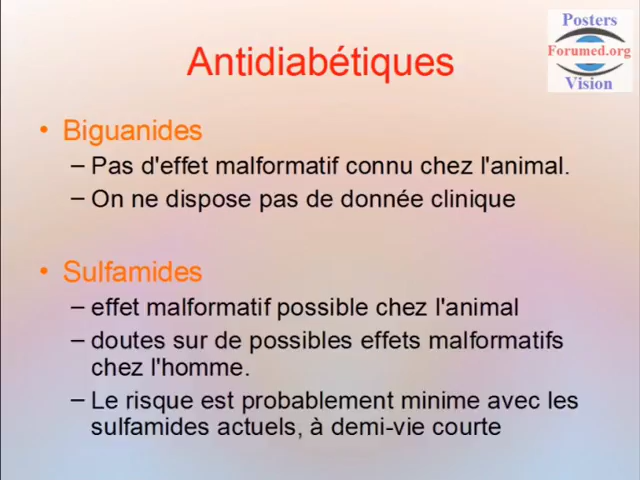 Posters
Forumed.org
Vision
Antidiabétiques
• Biguanides
– Pas d'effet malformatif connu chez l'animal.
– On ne dispose pas de donnée clinique
• Sulfamides
– effet malformatif possible chez l'animal
– doutes sur de possibles effets malformatifs
chez l'homme.
– Le risque est probablement minime avec les
sulfamides actuels, à demi-vie courte